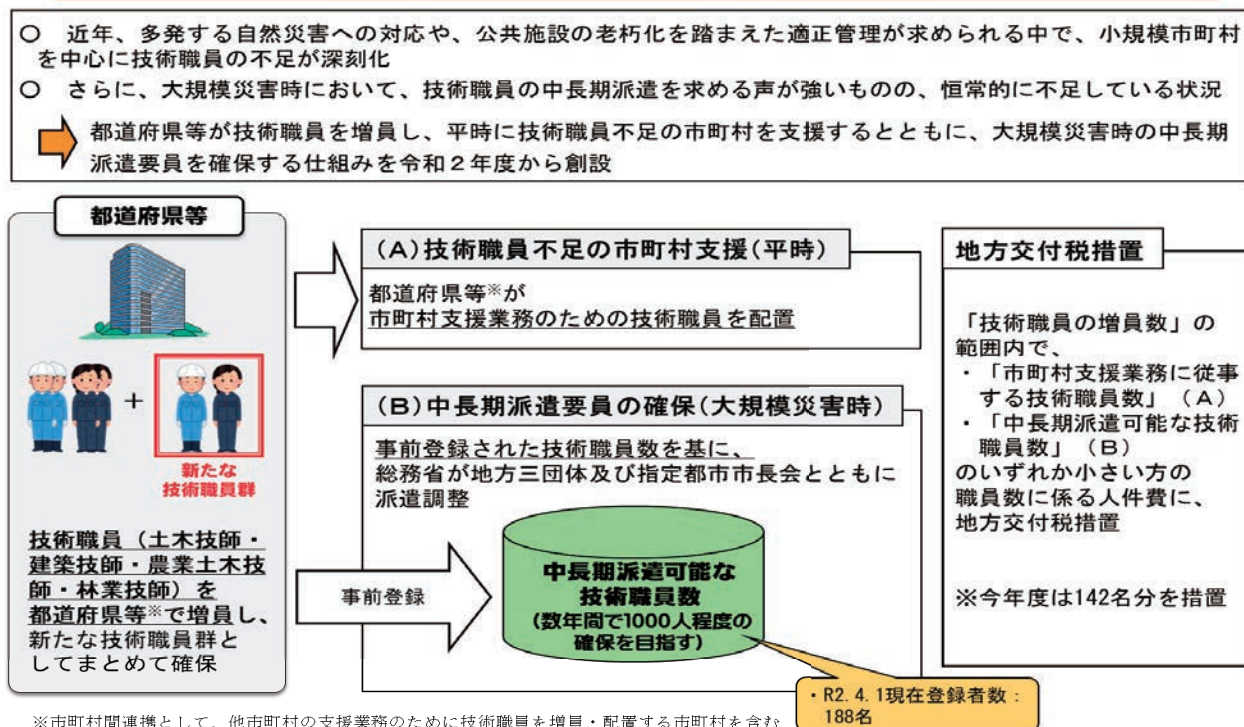 ○　近年、多発する自然災害への対応や、公共施設の老朽化を踏まえた適正管理が求められる中で、小規模市町村
を中心に技術職員の不足が深刻化
○　さらに、大規模災害時において、技術職員の中長期派遣を求める声が強いものの、恒常的に不足している状況
都道府県等が技術職員を増員し、平時に技術職員不足の市町村を支援するとともに、大規模災害時の中長期
派遣要員を確保する仕組みを令和２年度から創設
都道府県等
+
新たな
技術職員群
技術職員（土木技師・
建築技師・農業土木技
師・林業技師）を
都道府県等※で増員し、
新たな技術職員群と
してまとめて確保
(A)技術職員不足の市町村支援(平時)
都道府県等※が
市町村支援業務のための技術職員を配置
(B)中長期派遣要員の確保(大規模災害時)
事前登録された技術職員数を基に、
総務省が地方三団体及び指定都市市長会とともに
派遣調整
事前登録
中長期派遣可能な
技術職員数
(数年間で1000人程度の
確保を目指す)
・R2.4.1現在登録者数：
188名
地方交付税措置
「技術職員の増員数」の
範囲内で、
・「市町村支援業務に従事
する技術職員数」（A）
・「中長期派遣可能な技術
職員数」（B）
のいずれか小さい方の
職員数に係る人件費に、
地方交付税措置
※今年度は142名分を措置
※市町村間連携として、他市町村の支援業務のために技術職員を増員・配置する市町村を含む